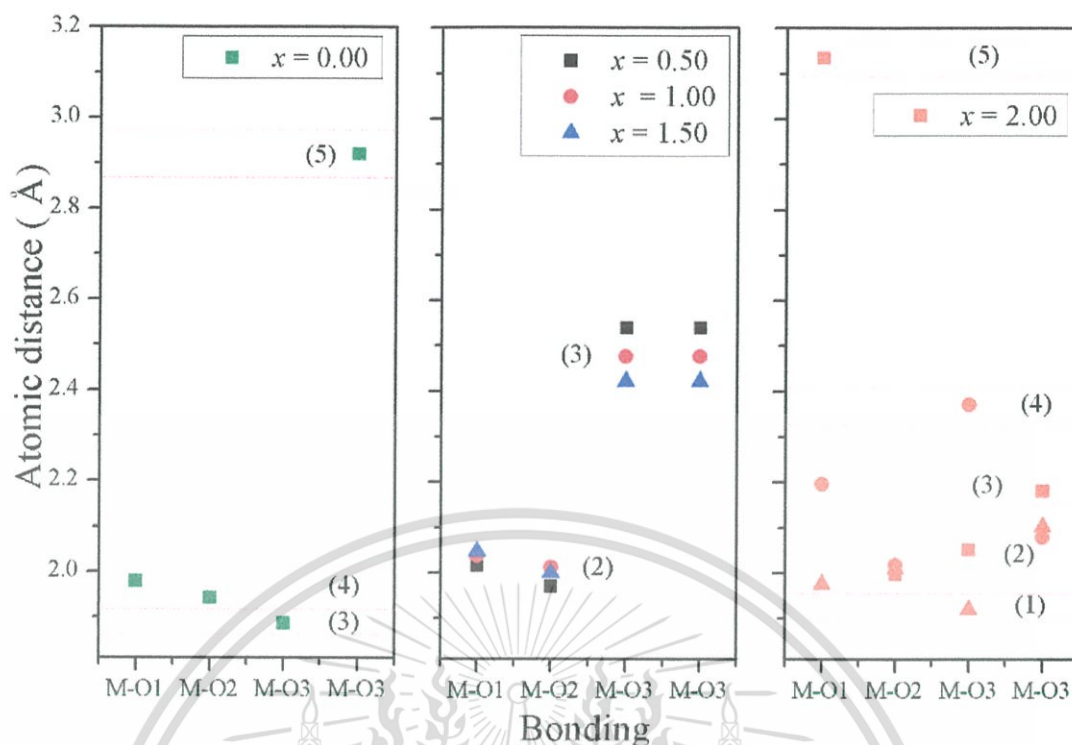 Atomic distance ( Å)
3.2
3.0
2.8
2.6
2.4
2.2
2.0
x = 0.00
(5)
(4)
(3)
M-O1 M-O2 M-O3 M-O3
x = 0.50
x = 1.00
x = 1.50
(3)
(2)
M-O1 M-O2 M-O3 M-O3
(5)
x = 2.00
(4)
(3)
(2)
(1)
M-O1 M-O2 M-O3 M-O3
Bonding